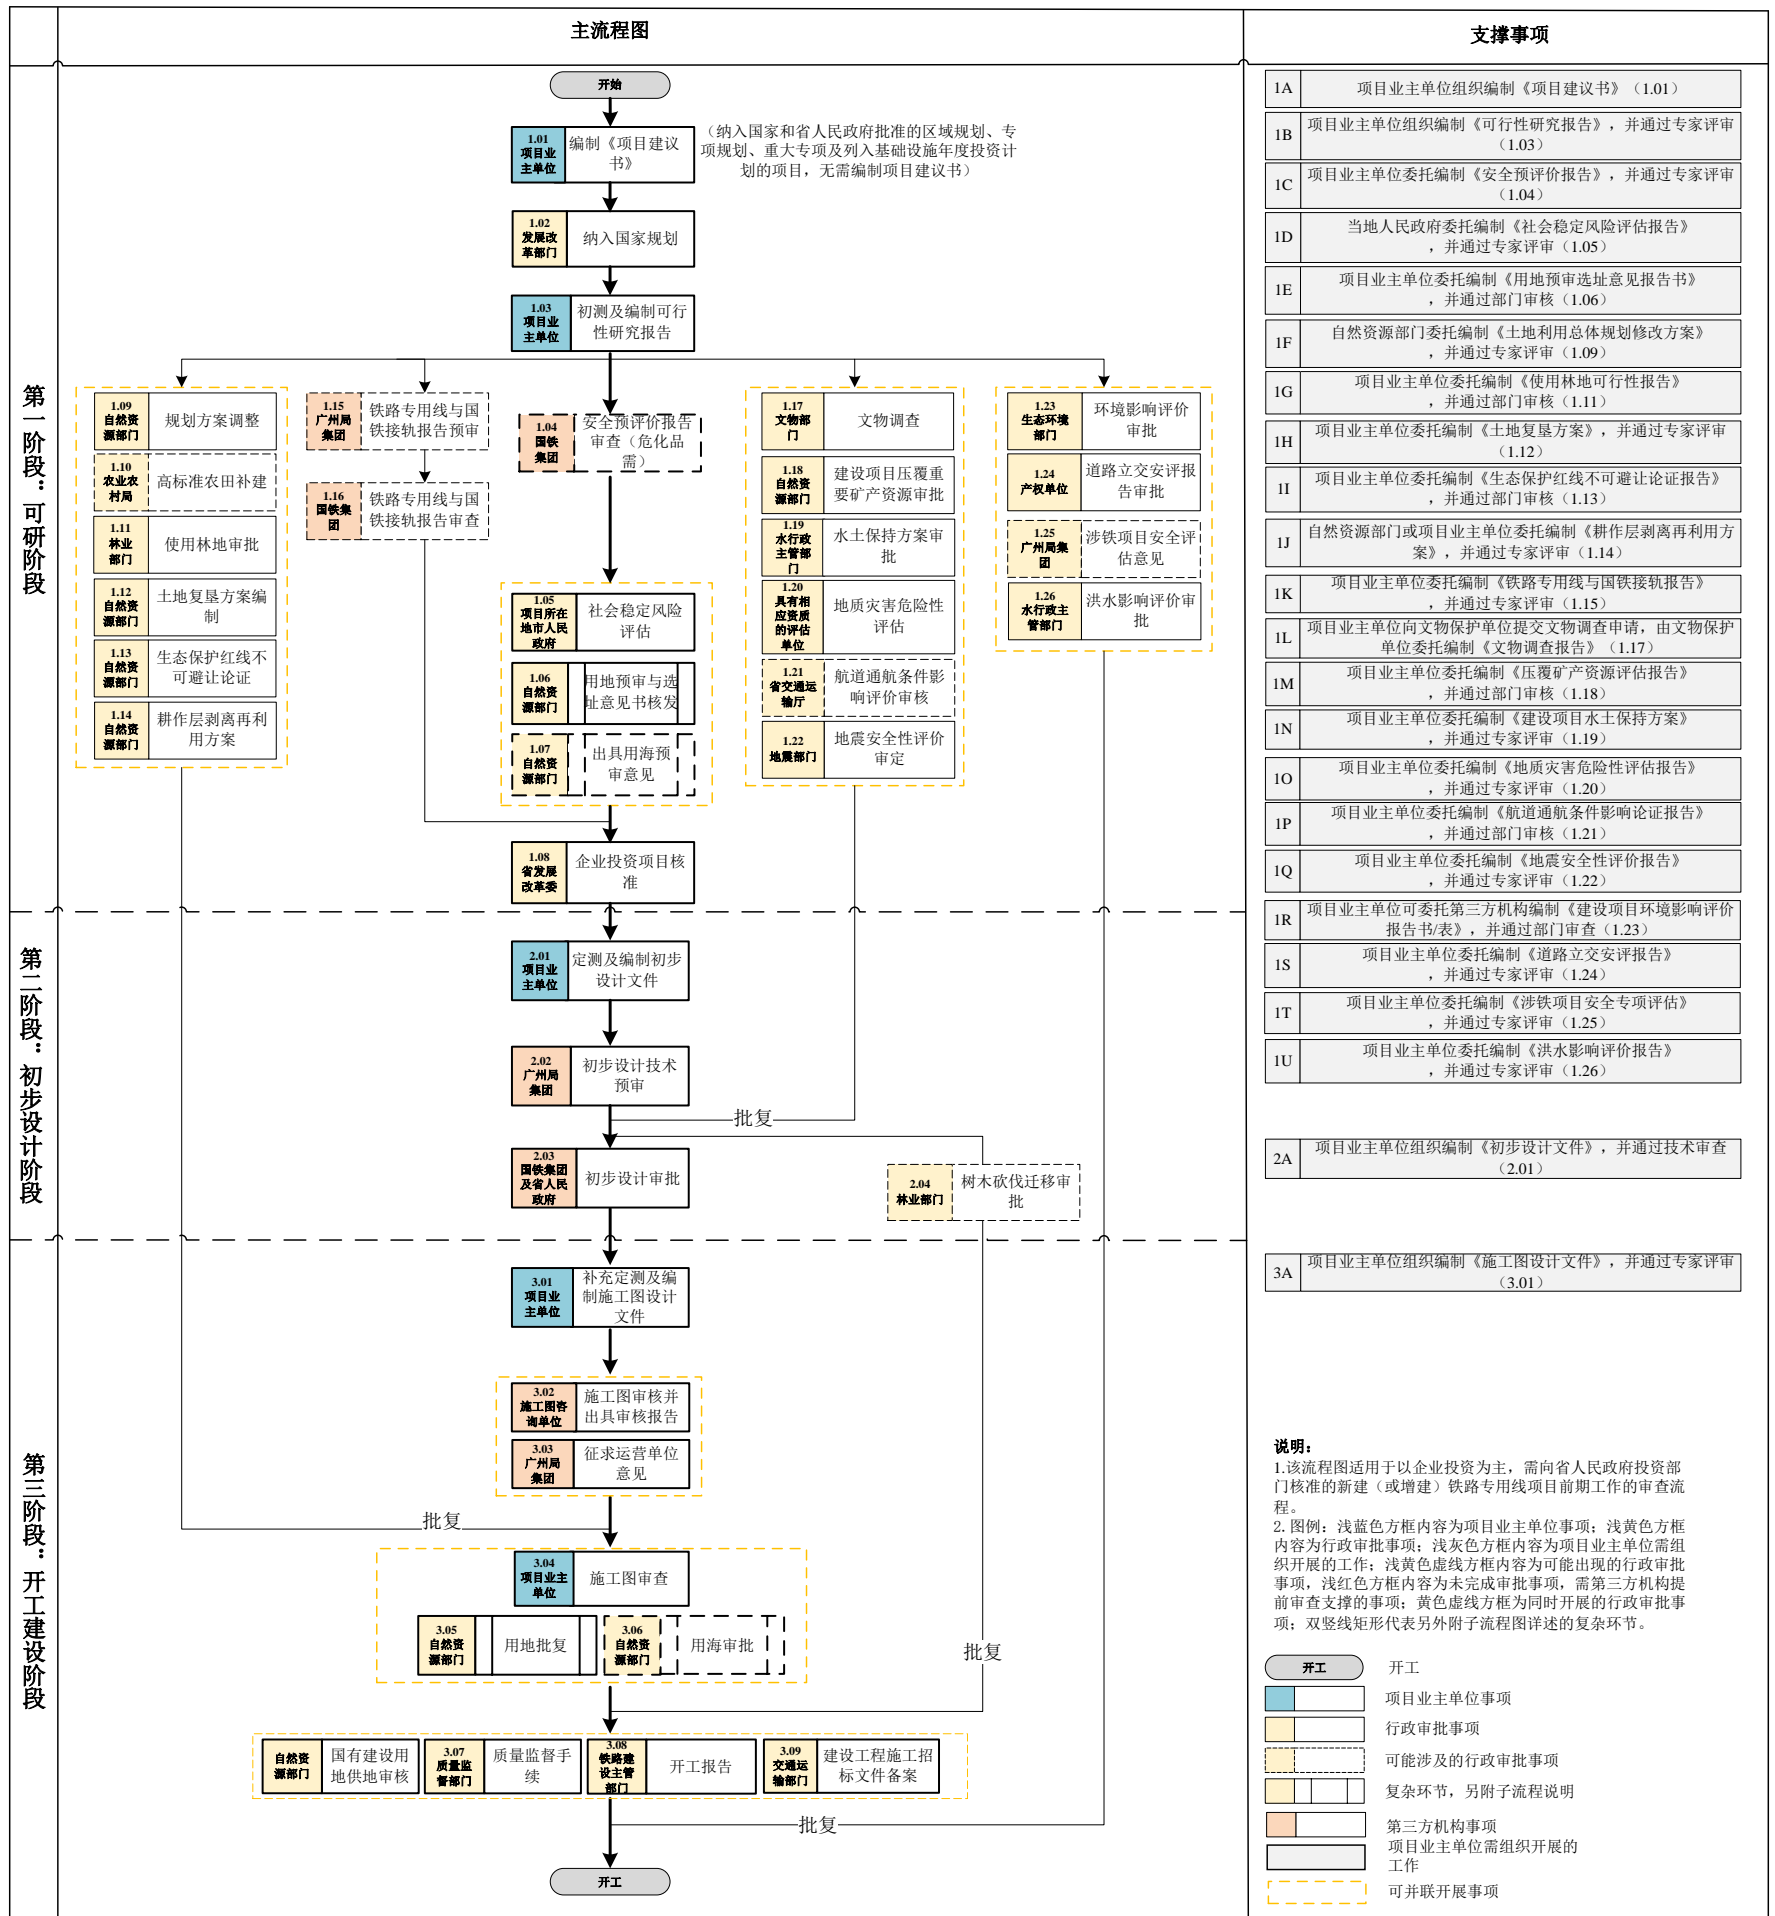 主流程图
支撑事项
第一阶段：可研阶段
开始
1.01
项目业
主单位
编制《项目建议
书》
（纳入国家和省人民政府批准的区域规划、专
项规划、重大专项及列入基础设施年度投资计
划的项目，无需编制项目建议书）
1.02
发展改
革部门
纳入国家规划
1.03
项目业
主单位
初测及编制可行
性研究报告
1.09
自然资
源部门
规划方案调整
1.10
农业农
村局
高标准农田补建
1.11
林业
部门
使用林地审批
1.12
自然资
源部门
土地复垦方案编
制
1.13
自然资
源部门
生态保护红线不
可避让论证
1.14
自然资
源部门
耕作层剥离再利
用方案
1.15
广州局
集团
铁路专用线与国
铁接轨报告预审
1.16
国铁集
团
铁路专用线与国
铁接轨报告审查
1.04
国铁
集团
安全预评价报告
审查（危化品
需）
1.05
项目所在
地市人民
政府
社会稳定风险
评估
1.06
自然资
源部门
用地预审与选
址意见书核发
1.07
自然资
源部门
出具用海预
审意见
1.08
省发展
改革委
企业投资项目核
准
1.17
文物部
门
文物调查
1.18
自然资
源部门
建设项目压覆重
要矿产资源审批
1.19
水行政
主管部
门
水土保持方案审
批
1.20
具有相
应资质
的评估
单位
地质灾害危险性
评估
1.21
省交通运
输厅
航道通航条件影
响评价审核
1.22
地震部门
地震安全性评价
审定
1.23
生态环境
部门
环境影响评价
审批
1.24
产权单位
道路立交安评报
告审批
1.25
广州局集
团
涉铁项目安全评
估意见
1.26
水行政主
管部门
洪水影响评价审
批
第二阶段：初步设计阶段
2.01
项目业
主单位
定测及编制初步
设计文件
2.02
广州局
集团
初步设计技术
预审
批复
2.03
国铁集团
及省人民
政府
初步设计审批
2.04
林业部门
树木砍伐迁移审
批
第三阶段：开工建设阶段
3.01
项目业
主单位
补充定测及编
制施工图设计
文件
3.02
施工图咨
询单位
施工图审核并
出具审核报告
3.03
广州局
集团
征求运营单位
意见
批复
3.04
项目业主
单位
施工图审查
3.05
自然资
源部门
用地批复
3.06
自然资
源部门
用海审批
批复
自然资
源部门
国有建设用
地供地审核
3.07
质量监
督部门
质量监督手
续
3.08
铁路建
设主管
部门
开工报告
3.09
交通运
输部门
建设工程施工招
标文件备案
批复
开工
1A
项目业主单位组织编制《项目建议书》（1.01）
1B
项目业主单位组织编制《可行性研究报告》，并通过专家评审
（1.03）
1C
项目业主单位委托编制《安全预评价报告》，并通过专家评审
（1.04）
1D
当地人民政府委托编制《社会稳定风险评估报告》
，并通过专家评审（1.05）
1E
项目业主单位委托编制《用地预审选址意见报告书》
，并通过部门审核（1.06）
1F
自然资源部门委托编制《土地利用总体规划修改方案》
，并通过专家评审（1.09）
1G
项目业主单位委托编制《使用林地可行性报告》
，并通过部门审核（1.11）
1H
项目业主单位委托编制《土地复垦方案》，并通过专家评审
（1.12）
1I
项目业主单位委托编制《生态保护红线不可避让论证报告》
，并通过部门审核（1.13）
1J
自然资源部门或项目业主单位委托编制《耕作层剥离再利用方
案》，并通过专家评审（1.14）
1K
项目业主单位委托编制《铁路专用线与国铁接轨报告》
，并通过专家评审（1.15）
1L
项目业主单位向文物保护单位提交文物调查申请，由文物保护
单位委托编制《文物调查报告》（1.17）
1M
项目业主单位委托编制《压覆矿产资源评估报告》
，并通过部门审核（1.18）
1N
项目业主单位委托编制《建设项目水土保持方案》
，并通过专家评审（1.19）
1O
项目业主单位委托编制《地质灾害危险性评估报告》
，并通过专家评审（1.20）
1P
项目业主单位委托编制《航道通航条件影响论证报告》
，并通过部门审核（1.21）
1Q
项目业主单位委托编制《地震安全性评价报告》
，并通过专家评审（1.22）
1R
项目业主单位可委托第三方机构编制《建设项目环境影响评价
报告书/表》，并通过部门审查（1.23）
1S
项目业主单位委托编制《道路立交安评报告》
，并通过专家评审（1.24）
1T
项目业主单位委托编制《涉铁项目安全专项评估》
，并通过专家评审（1.25）
1U
项目业主单位委托编制《洪水影响评价报告》
，并通过专家评审（1.26）
2A
项目业主单位组织编制《初步设计文件》，并通过技术审查
（2.01）
3A
项目业主单位组织编制《施工图设计文件》，并通过专家评审
（3.01）
说明：
1.该流程图适用于以企业投资为主，需向省人民政府投资部
门核准的新建（或增建）铁路专用线项目前期工作的审查流
程。
2.图例：浅蓝色方框内容为项目业主单位事项；浅黄色方框
内容为行政审批事项；浅灰色方框内容为项目业主单位需组
织开展的工作；浅黄色虚线方框内容为可能出现的行政审批
事项，浅红色方框内容为未完成审批事项，需第三方机构提
前审查支撑的事项；黄色虚线方框为同时开展的行政审批事
项；双竖线矩形代表另外附子流程图详述的复杂环节。
开工
开工
项目业主单位事项
行政审批事项
可能涉及的行政审批事项
复杂环节，另附子流程说明
第三方机构事项
项目业主单位需组织开展的
工作
可并联开展事项